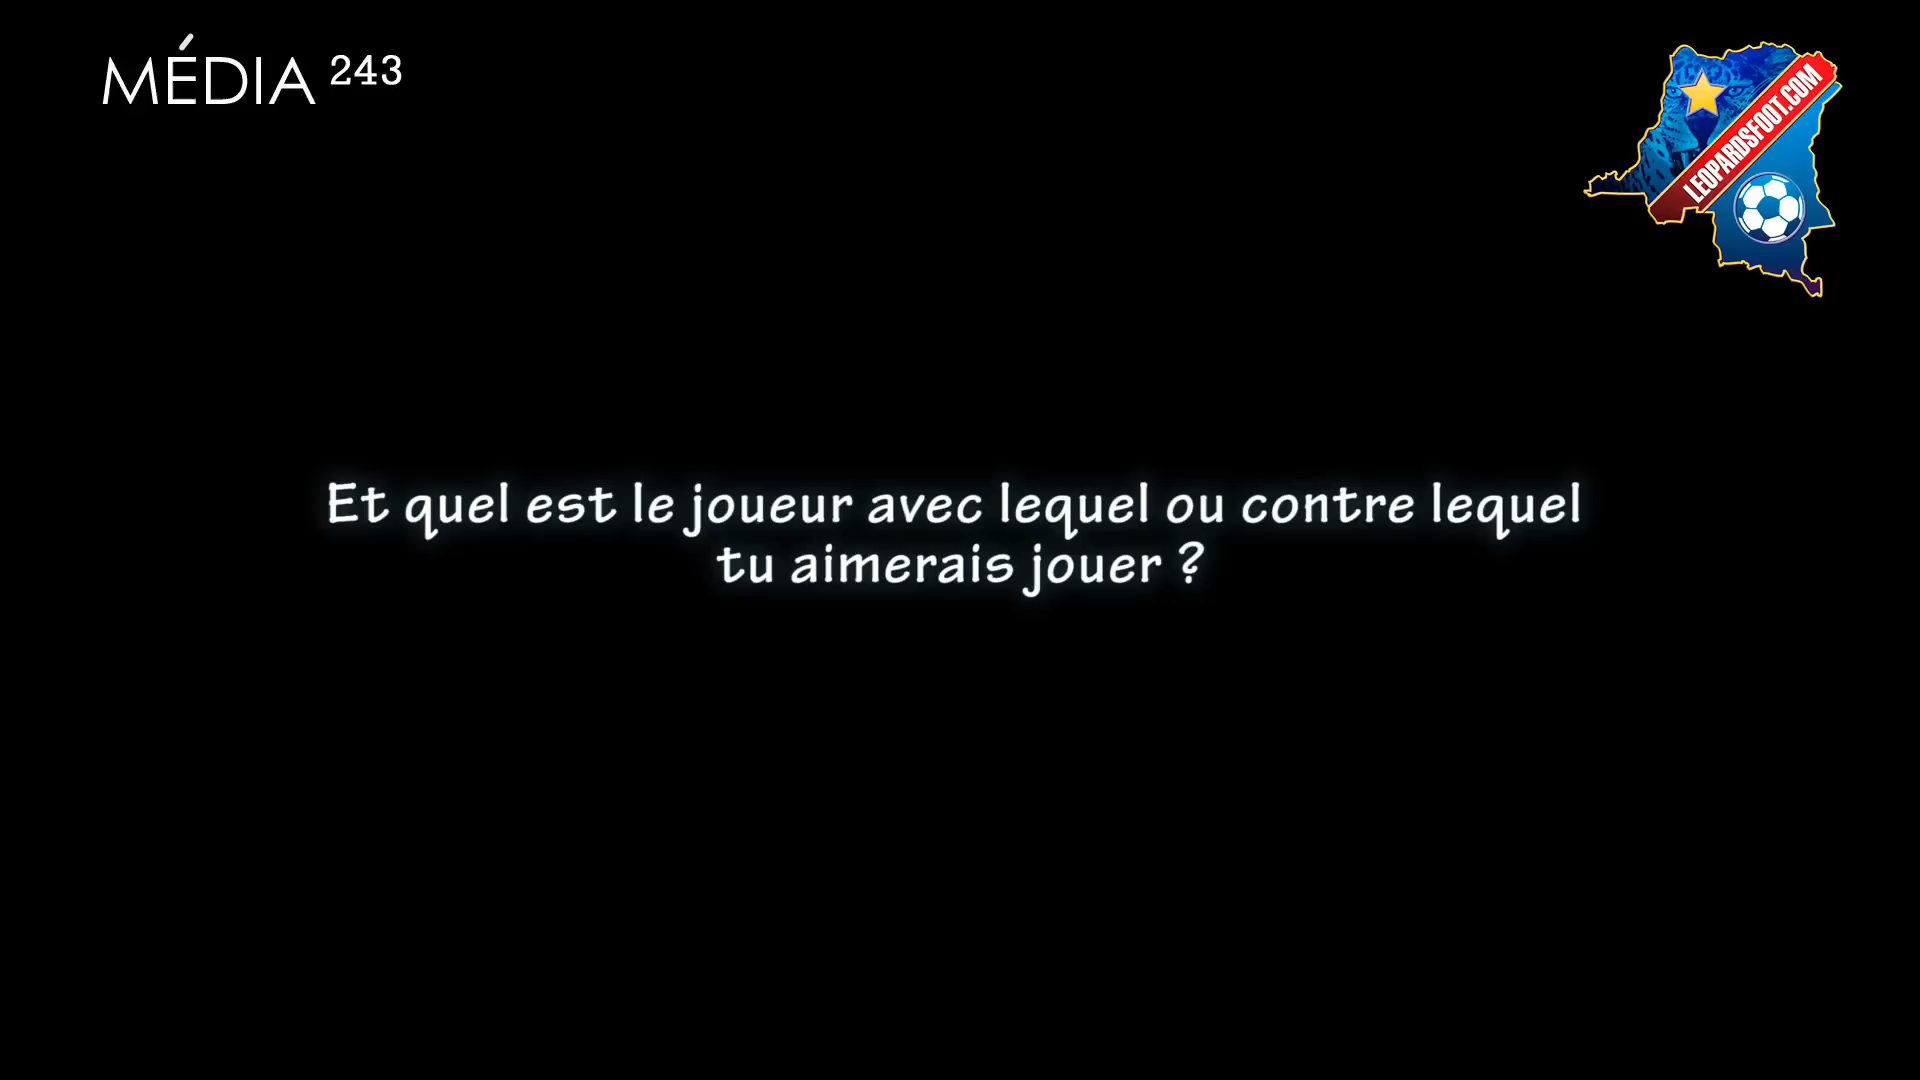 MÉDIA 243
LEOPARDSFOOT.COM
Et quel est le joueur avec lequel ou contre lequel
tu aimerais jouer ?